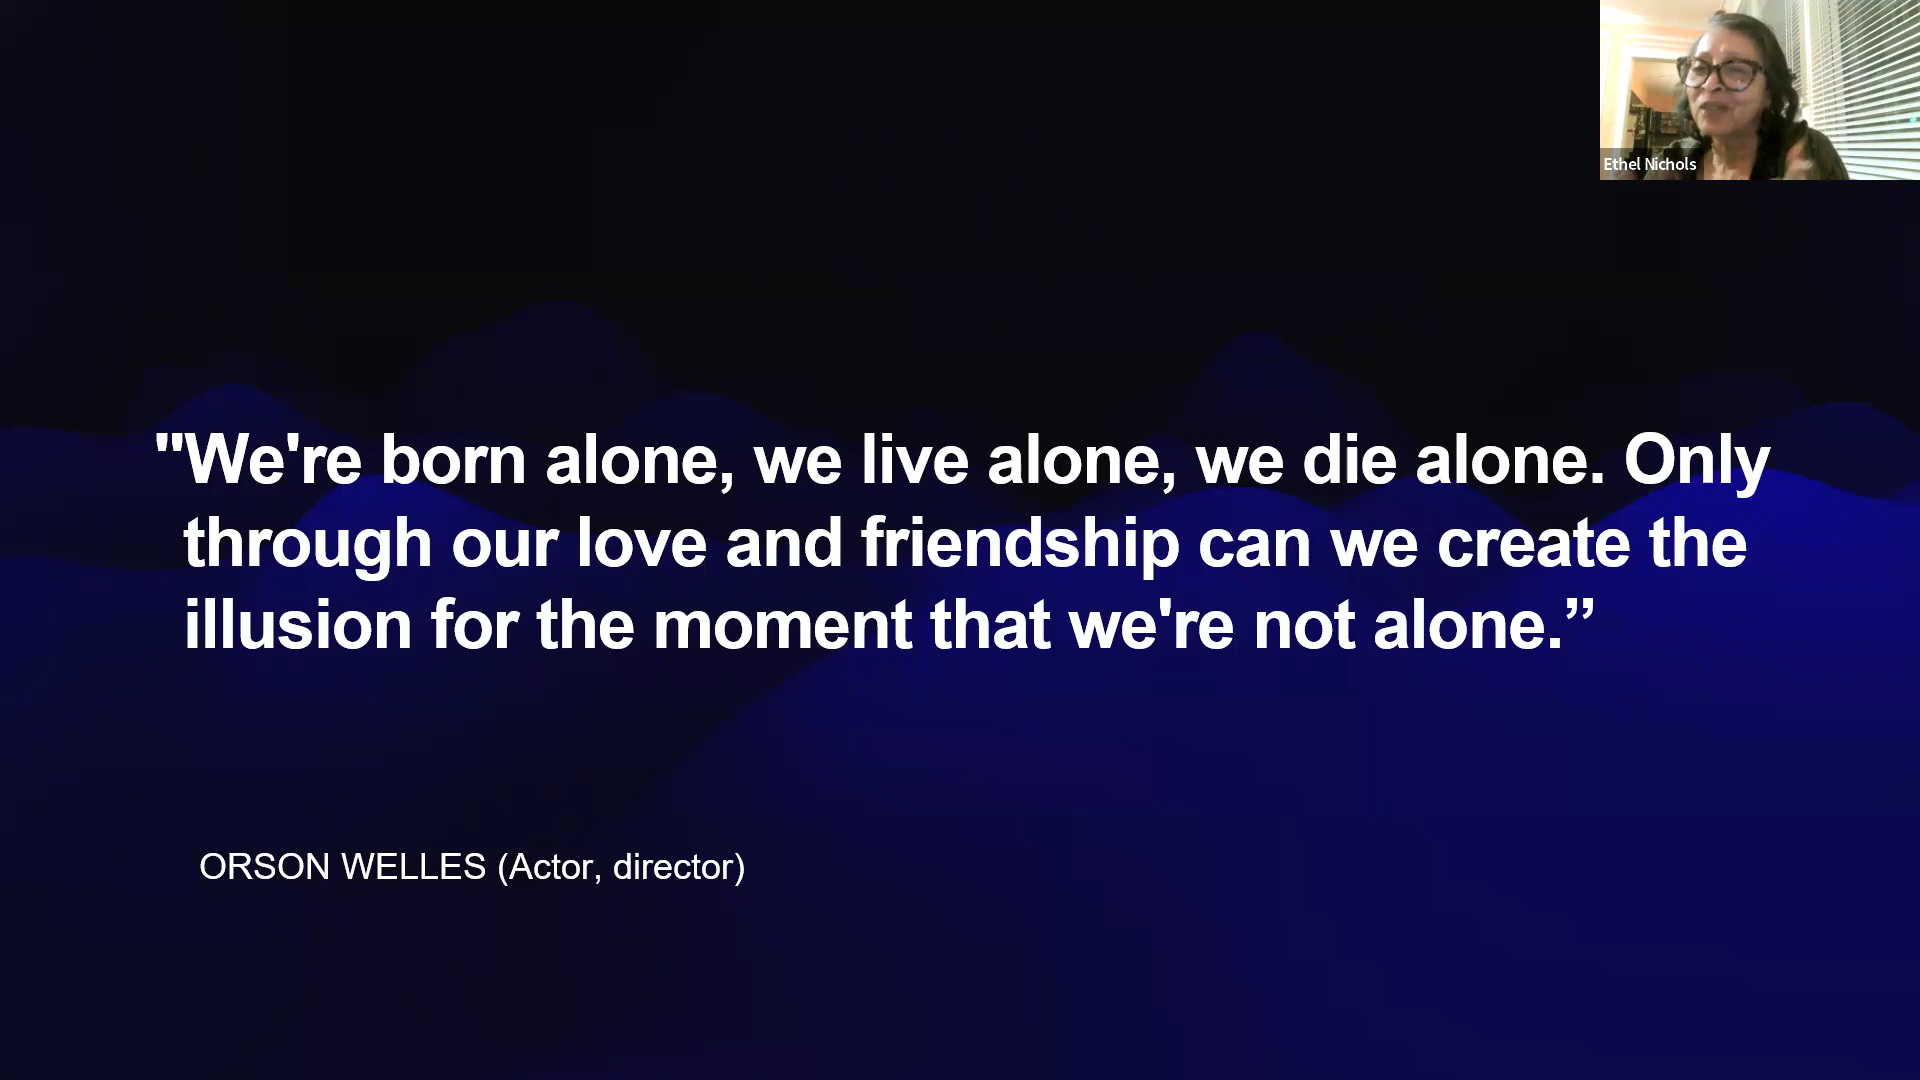 Ethel Nichols
"We're born alone, we live alone, we die alone. Only
through our love and friendship can we create the
illusion for the moment that we're not alone.”
ORSON WELLES (Actor, director)